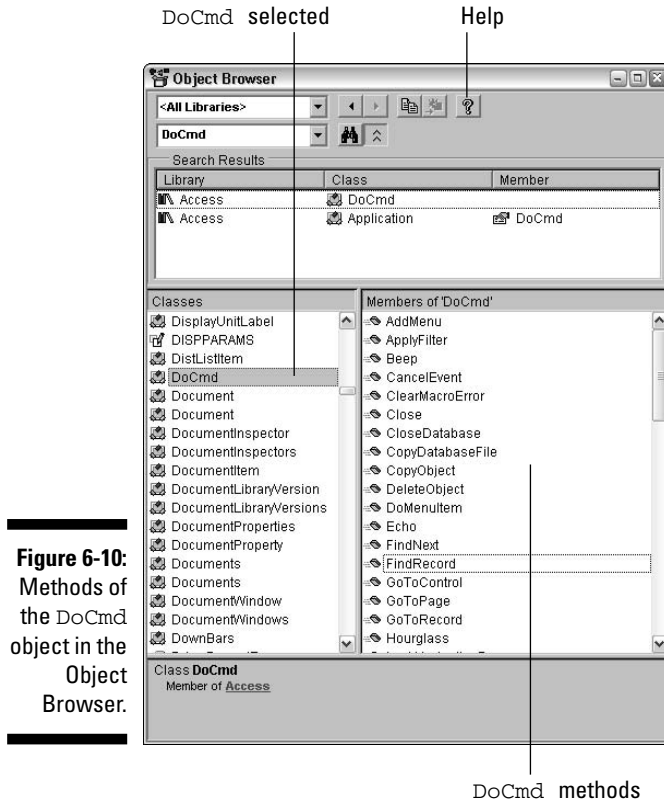 DoCmd selected
Help
Object Browser
<All Libraries>
DoCmd
Search Results
Library Class Member
Access DoCmd
Access Application DoCmd
Classes
DisplayUnitLabel
DISPPARAMS
DistListItem
DoCmd
Document
Document
DocumentInspector
DocumentInspectors
DocumentItem
DocumentLibraryVersion
DocumentLibraryVersions
DocumentProperties
DocumentProperty
Documents
Documents
DocumentWindow
DocumentWindows
DownBars
Members of 'DoCmd'
AddMenu
ApplyFilter
Beep
CancelEvent
ClearMacroError
Close
CloseDatabase
CopyDatabaseFile
CopyObject
DeleteObject
DoMenuItem
Echo
FindNext
FindRecord
GoToControl
GoToPage
GoToRecord
Hourglass
Class DoCmd
Member of Access
Figure 6-10:
Methods of
the DoCmd
object in the
Object
Browser.
DoCmd methods